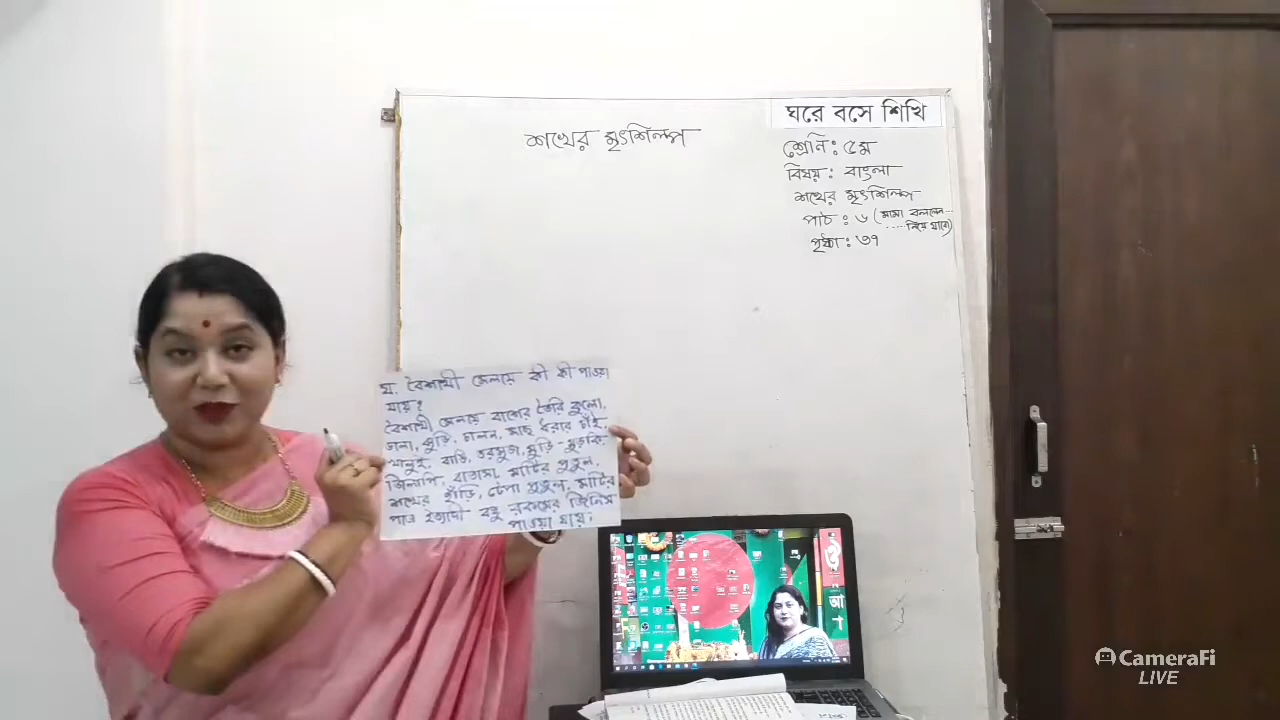 শখের মৃৎশিল্প
ঘরে বসে শিখি
শ্রেনি: ৫ম
বিষয়: বাংলা
শখের মৃৎশিল্প
পাঠ: ৬ (মামা বললেন...
.... নিয়ে যাবো)
পৃষ্ঠা: ৩৭
ঘ. বৈশাখী মেলায় কী কী পাওয়া
যায়?
বৈশাখী মেলায় বাশের তৈরি কুলো,
ডালা, ঝুড়ি, চালন, মাছ ধরার চাঁই,
খালুই, বাঙি, তরমুজ, মুড়ি-মুড়কি,
জিলাপি, বাতাসা, মাটির পুতুল,
শখের হাঁড়ি, টেপা পুতুল, মাটির
পাত্র ইত্যাদী বহু রকমের জিনিস
পাওয়া যায়।
CameraFi
LIVE